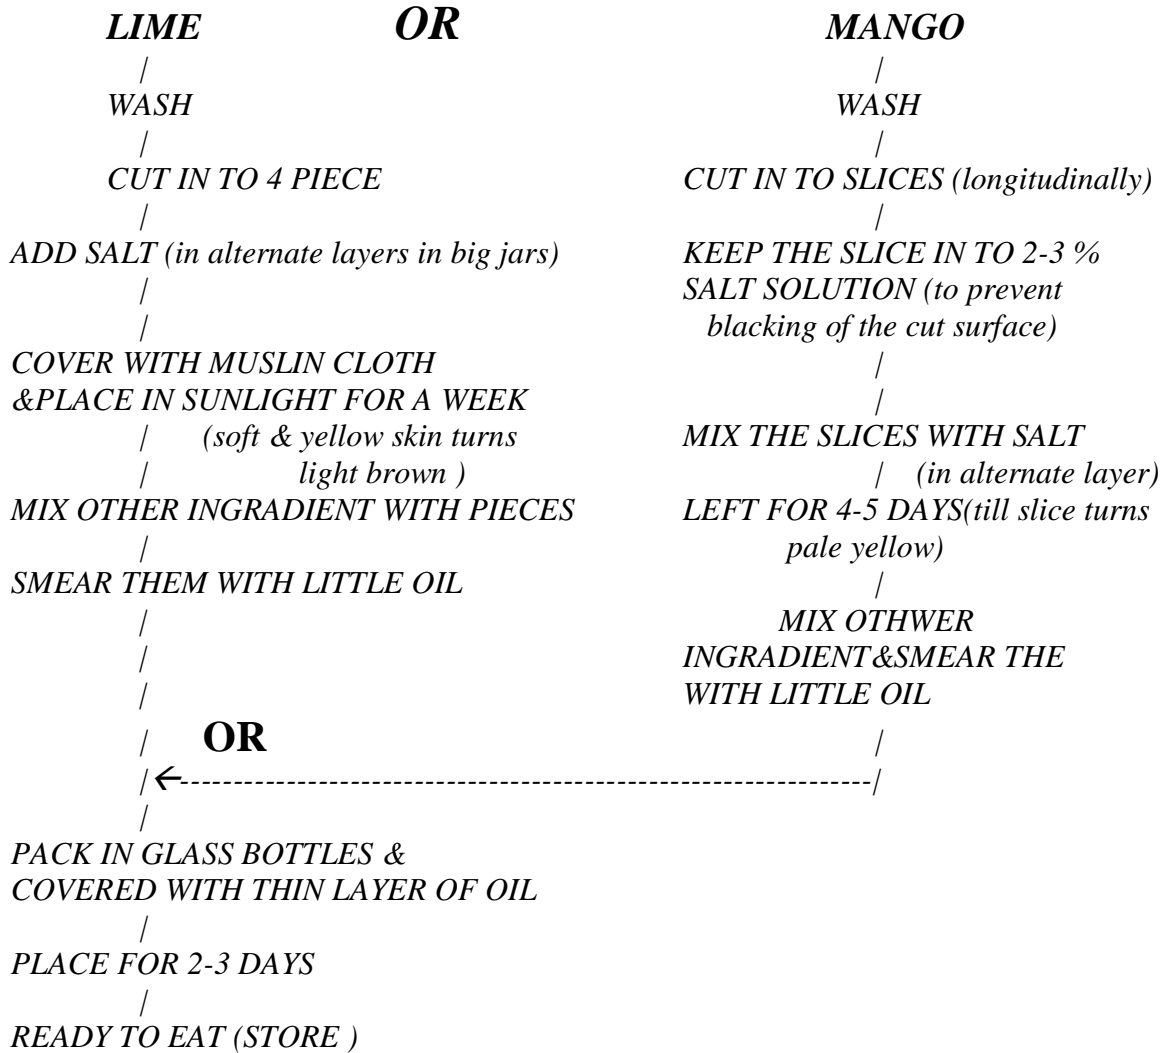 LIME OR MANGO
/ /
WASH WASH
/ /
CUT IN TO 4 PIECE CUT IN TO SLICES (longitudinally)
/ /
ADD SALT (in alternate layers in big jars) KEEP THE SLICE IN TO 2-3 %
/ SALT SOLUTION (to prevent
/ blacking of the cut surface)
COVER WITH MUSLIN CLOTH /
&PLACE IN SUNLIGHT FOR A WEEK /
/ (soft & yellow skin turns MIX THE SLICES WITH SALT
/ light brown ) / (in alternate layer)
MIX OTHER INGRADIENT WITH PIECES LEFT FOR 4-5 DAYS(till slice turns
/ pale yellow)
SMEAR THEM WITH LITTLE OIL /
/ MIX OTHWER
/ INGRADIENT&SMEAR THE
/ WITH LITTLE OIL
/ OR /
/←-----------------------------------------------------------------/
/
PACK IN GLASS BOTTLES &
COVERED WITH THIN LAYER OF OIL
/
PLACE FOR 2-3 DAYS
/
READY TO EAT (STORE )